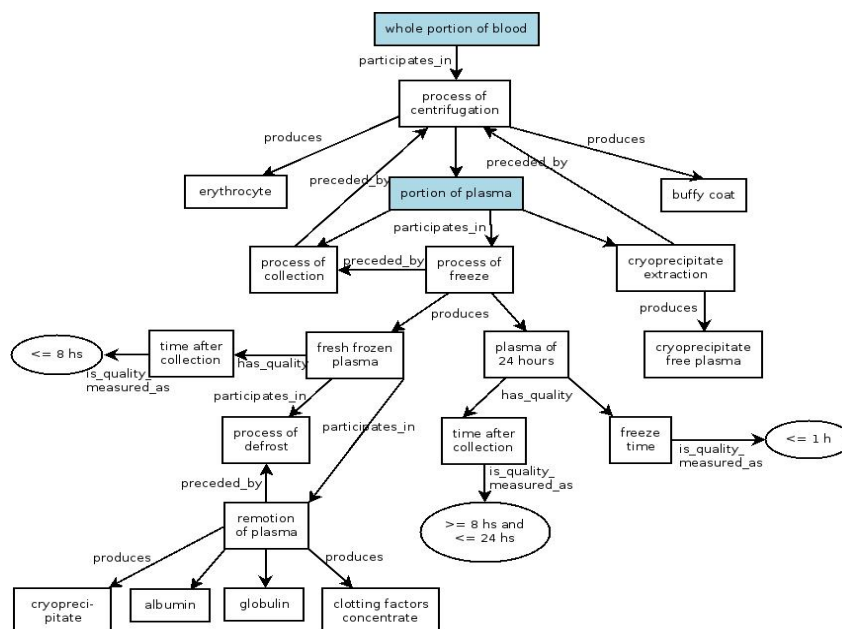 whole portion of blood
participates_in
process of
centrifugation
produces
produces
preceded_by
preceded_by
erythrocyte
portion of plasma
buffy coat
participates_in
process of
collection
preceded_by
process of
freeze
cryoprecipitate
extraction
produces
produces
<= 8 hs
time after
collection
has_quality
fresh frozen
plasma
plasma of
24 hours
cryoprecipitate
free plasma
is_quality_
measured_as
participates_in
has_quality
process of
defrost
participates_in
time after
collection
freeze
time
<= 1 h
is_quality_
measured_as
preceded_by
is_quality_
measured_as
remotion
of plasma
>= 8 hs and
<= 24 hs
produces
produces
cryopreci-
pitate
albumin
globulin
clotting factors
concentrate